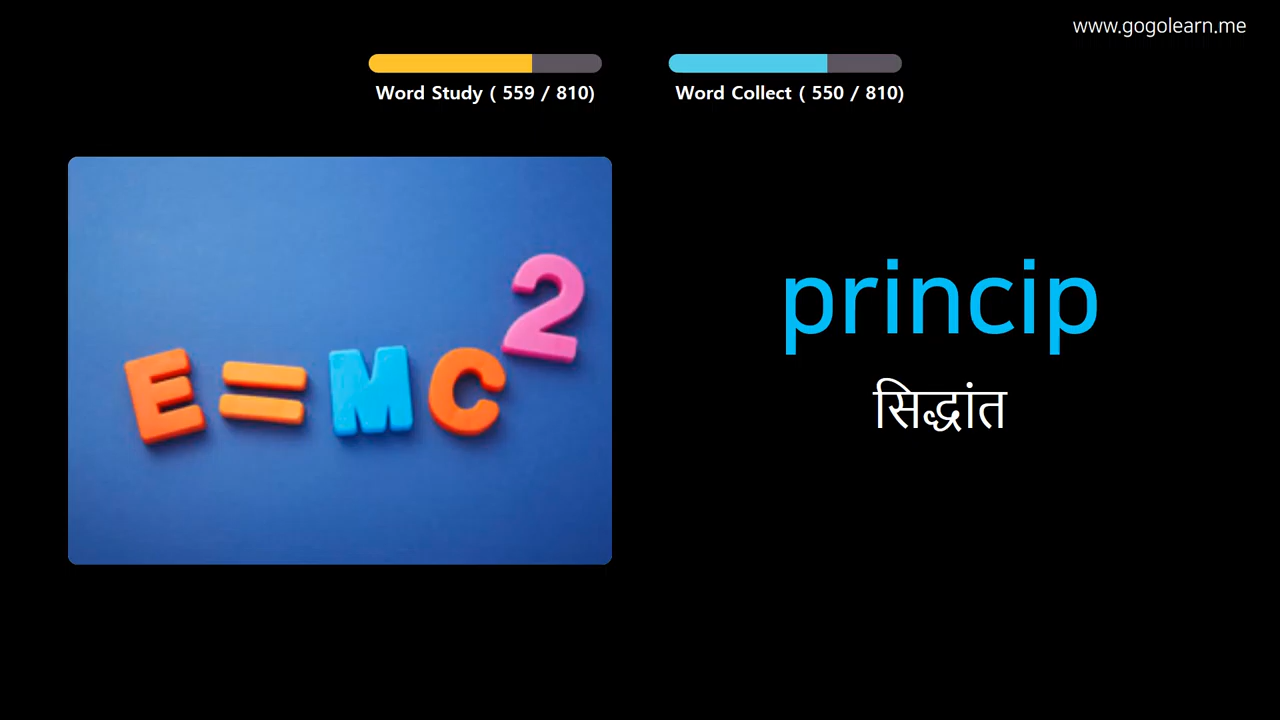 www.gogolearn.me
Word Study ( 559 / 810)
Word Collect ( 550 / 810)
E=MC2
princip
सिद्धांत